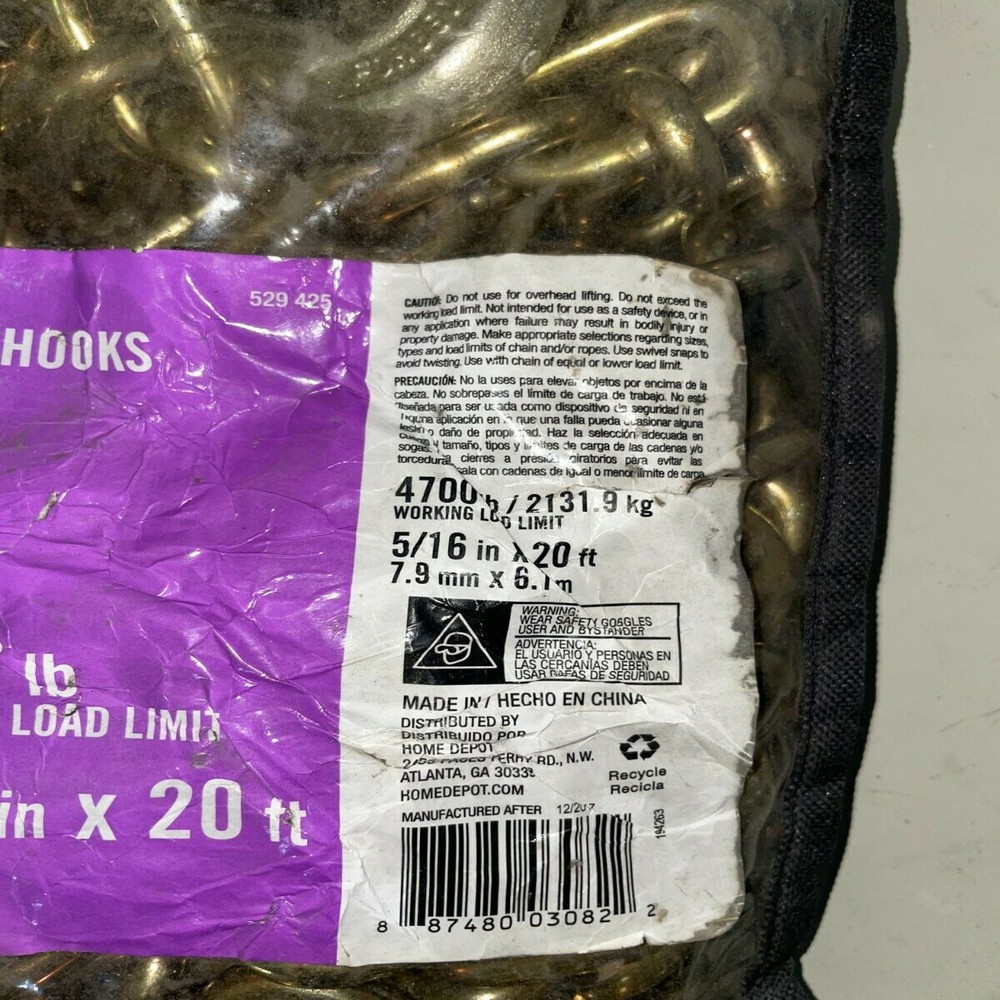 529 425
HOOKS
lb
LOAD LIMIT
in x 20 ft
CAUTIO: Do not use for overhead lifting. Do not exceed the
working load limit. Not intended for use as a safety device, or in
any application where failure may result in bodily injury or
property damage. Make appropriate selections regarding sizes,
types and load limits of chain and/or ropes. Use swivel snaps to
avoid twisting. Use with chain of equal or lower load limit.
PRECAUCIÓN: No la uses para elevar objetos por encima de la
cabeza. No sobrepases el límite de carga de trabajo. No está
diseñada para ser usada como dispositivo de seguridad ni en
aplicación en que una falla pueda ocasionar alguna
o daño de propiedad. Haz la selección adecuada en
y tamaño, tipos y límites de carga de las cadenas y/o
sogas. cierres a presión giratorios para evitar las
torceduras. sala con cadenas de igual o menor límite de carga
4700 lb / 2131.9 kg
WORKING LOD LIMIT
5/16 in x 20 ft
7.9 mm x 6.1 m
WARNING:
WEAR SAFETY GOGGLES
USER AND BYSTANDER
ADVERTENCIA:
EL USUARIO Y PERSONAS EN
LAS CERCANÍAS DEBEN
USAR GAFAS DE SEGURIDAD
MADE IN / HECHO EN CHINA
DISTRIBUTED BY
DISTRIBUIDO POR
HOME DEPOT
FERRY RD., N.W.
ATLANTA, GA 3033
HOMEDEPOT.COM
Recycle
Recicla
MANUFACTURED AFTER 12/20
194263
8 87480 03082 2